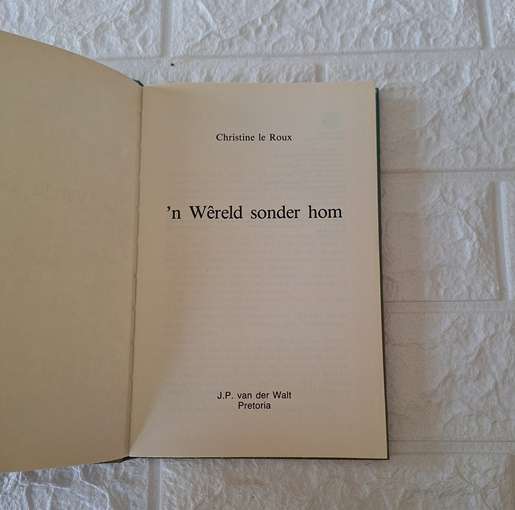 Christine le Roux
’n Wêreld sonder hom
J.P. van der Walt
Pretoria